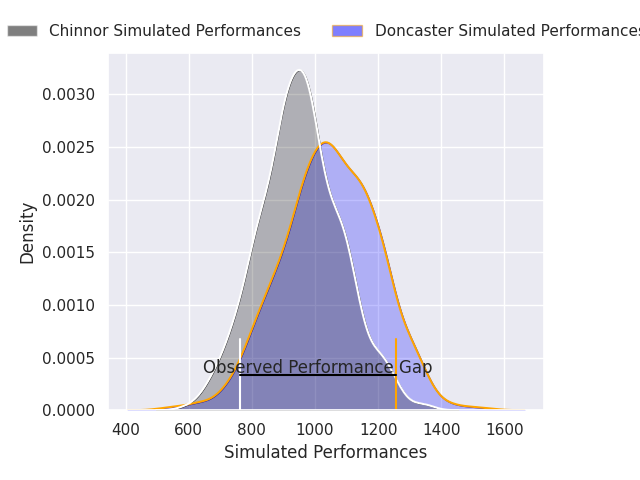 Chinnor Simulated Performances
Doncaster Simulated Performances
0.0030
0.0025
0.0020
0.0015
0.0010
0.0005
0.0000
Density
Observed Performance Gap
400 600 800 1000 1200 1400 1600
Simulated Performances